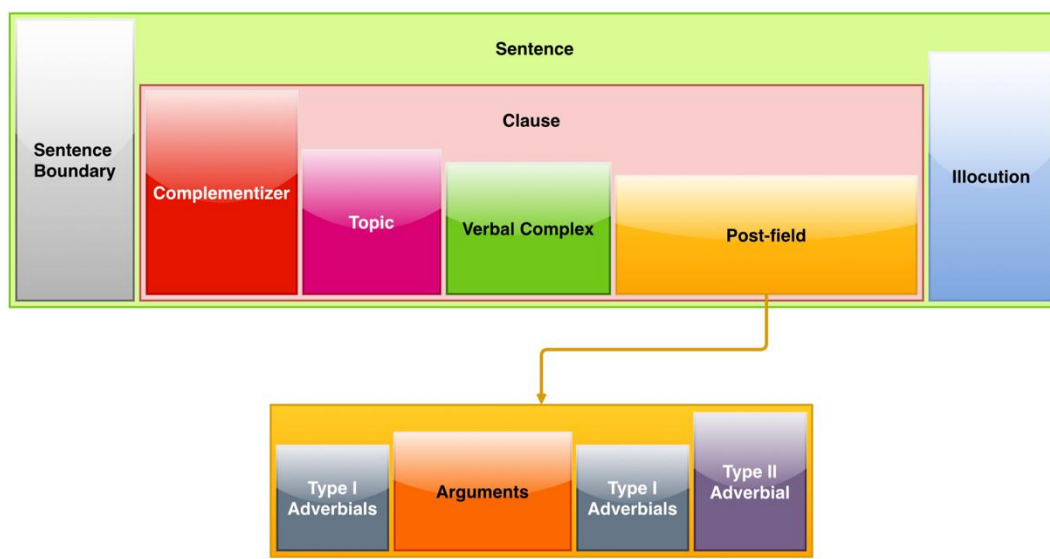 Sentence
Sentence
Boundary
Clause
Complementizer
Topic
Verbal Complex
Post-field
Illocution
Type I
Adverbials
Arguments
Type I
Adverbials
Type II
Adverbial